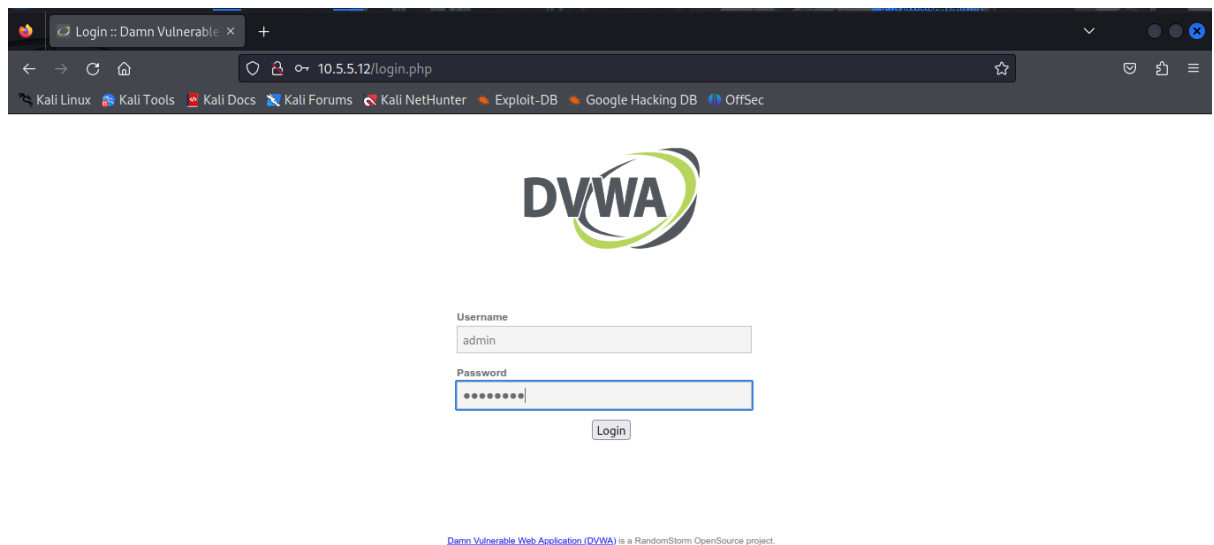 Login :: Damn Vulnerable
10.5.5.12/login.php
Kali Linux Kali Tools Kali Docs Kali Forums Kali NetHunter Exploit-DB Google Hacking DB OffSec
DVWA
Username
admin
Password
Login
Damn Vulnerable Web Application (DVWA) is a RandomStorm OpenSource project.